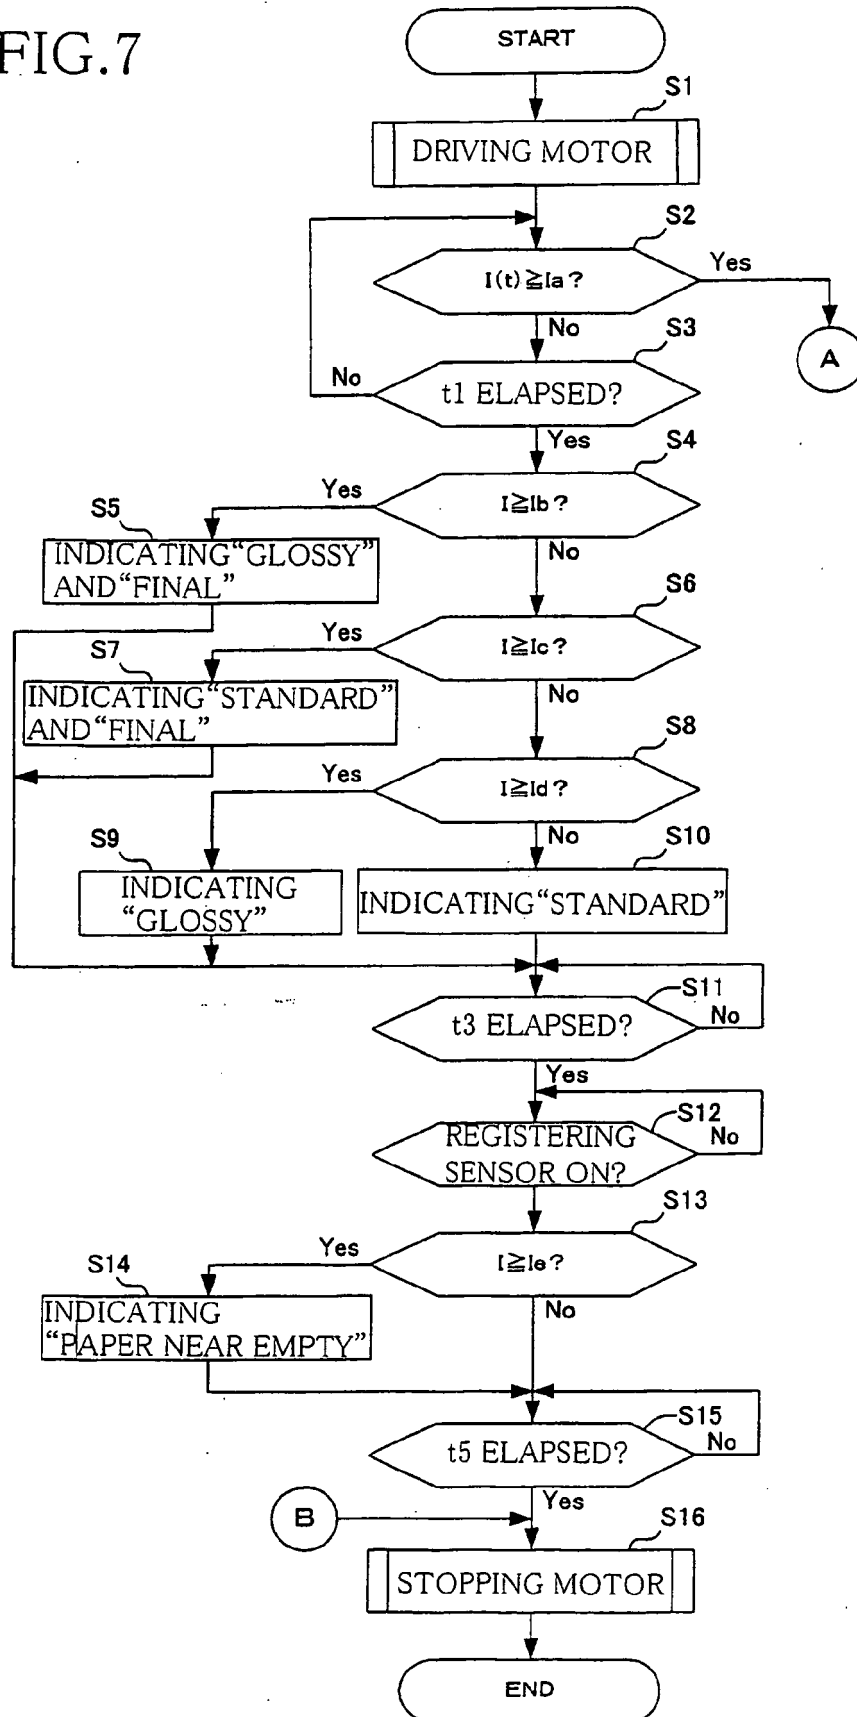 FIG.7
START
S1
DRIVING MOTOR
S2
I(t)≧Ia?
Yes
A
No
S3
t1 ELAPSED?
No
Yes
S4
I≧Ib?
Yes
S5
INDICATING“GLOSSY”
AND“FINAL”
No
S6
I≧Ic?
Yes
S7
INDICATING“STANDARD”
AND“FINAL”
No
S8
I≧Id?
Yes
S9
INDICATING
“GLOSSY”
No
S10
INDICATING“STANDARD”
S11
t3 ELAPSED?
No
Yes
S12
REGISTERING
SENSOR ON?
No
S13
I≧Ie?
Yes
S14
INDICATING
“PAPER NEAR EMPTY”
No
S15
t5 ELAPSED?
No
Yes
B
S16
STOPPING MOTOR
END